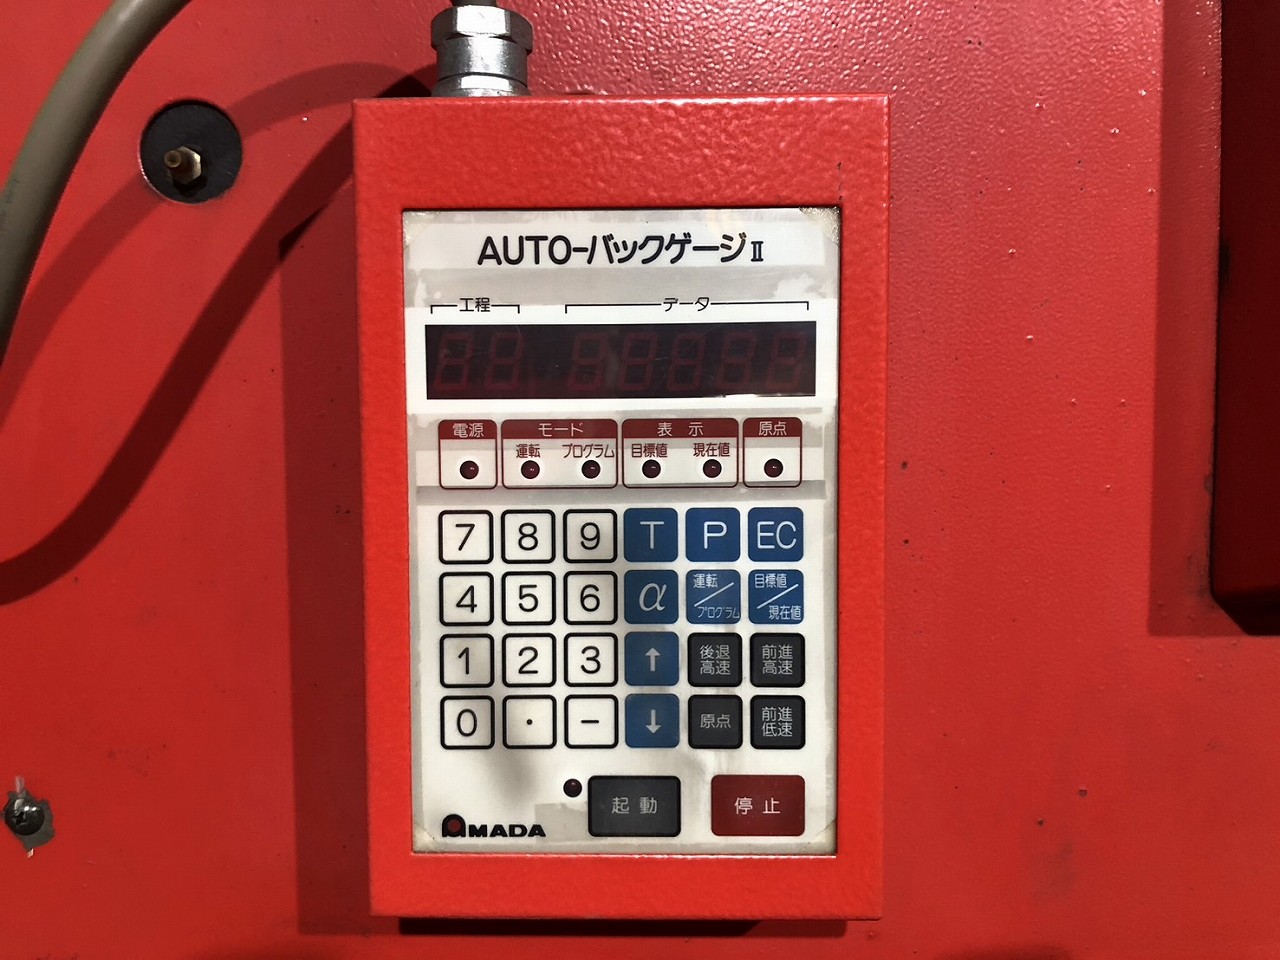 AUTO-バックゲージⅡ
工程 データ
電源 モード 表示 原点
運転 プログラム 目標値 現在値
7 8 9 T P EC
4 5 6 α 運転/プログラム 目標値/現在値
1 2 3 ↑ 後退高速 前進高速
0 · − ↓ 原点 前進低速
起動 停止
AMADA